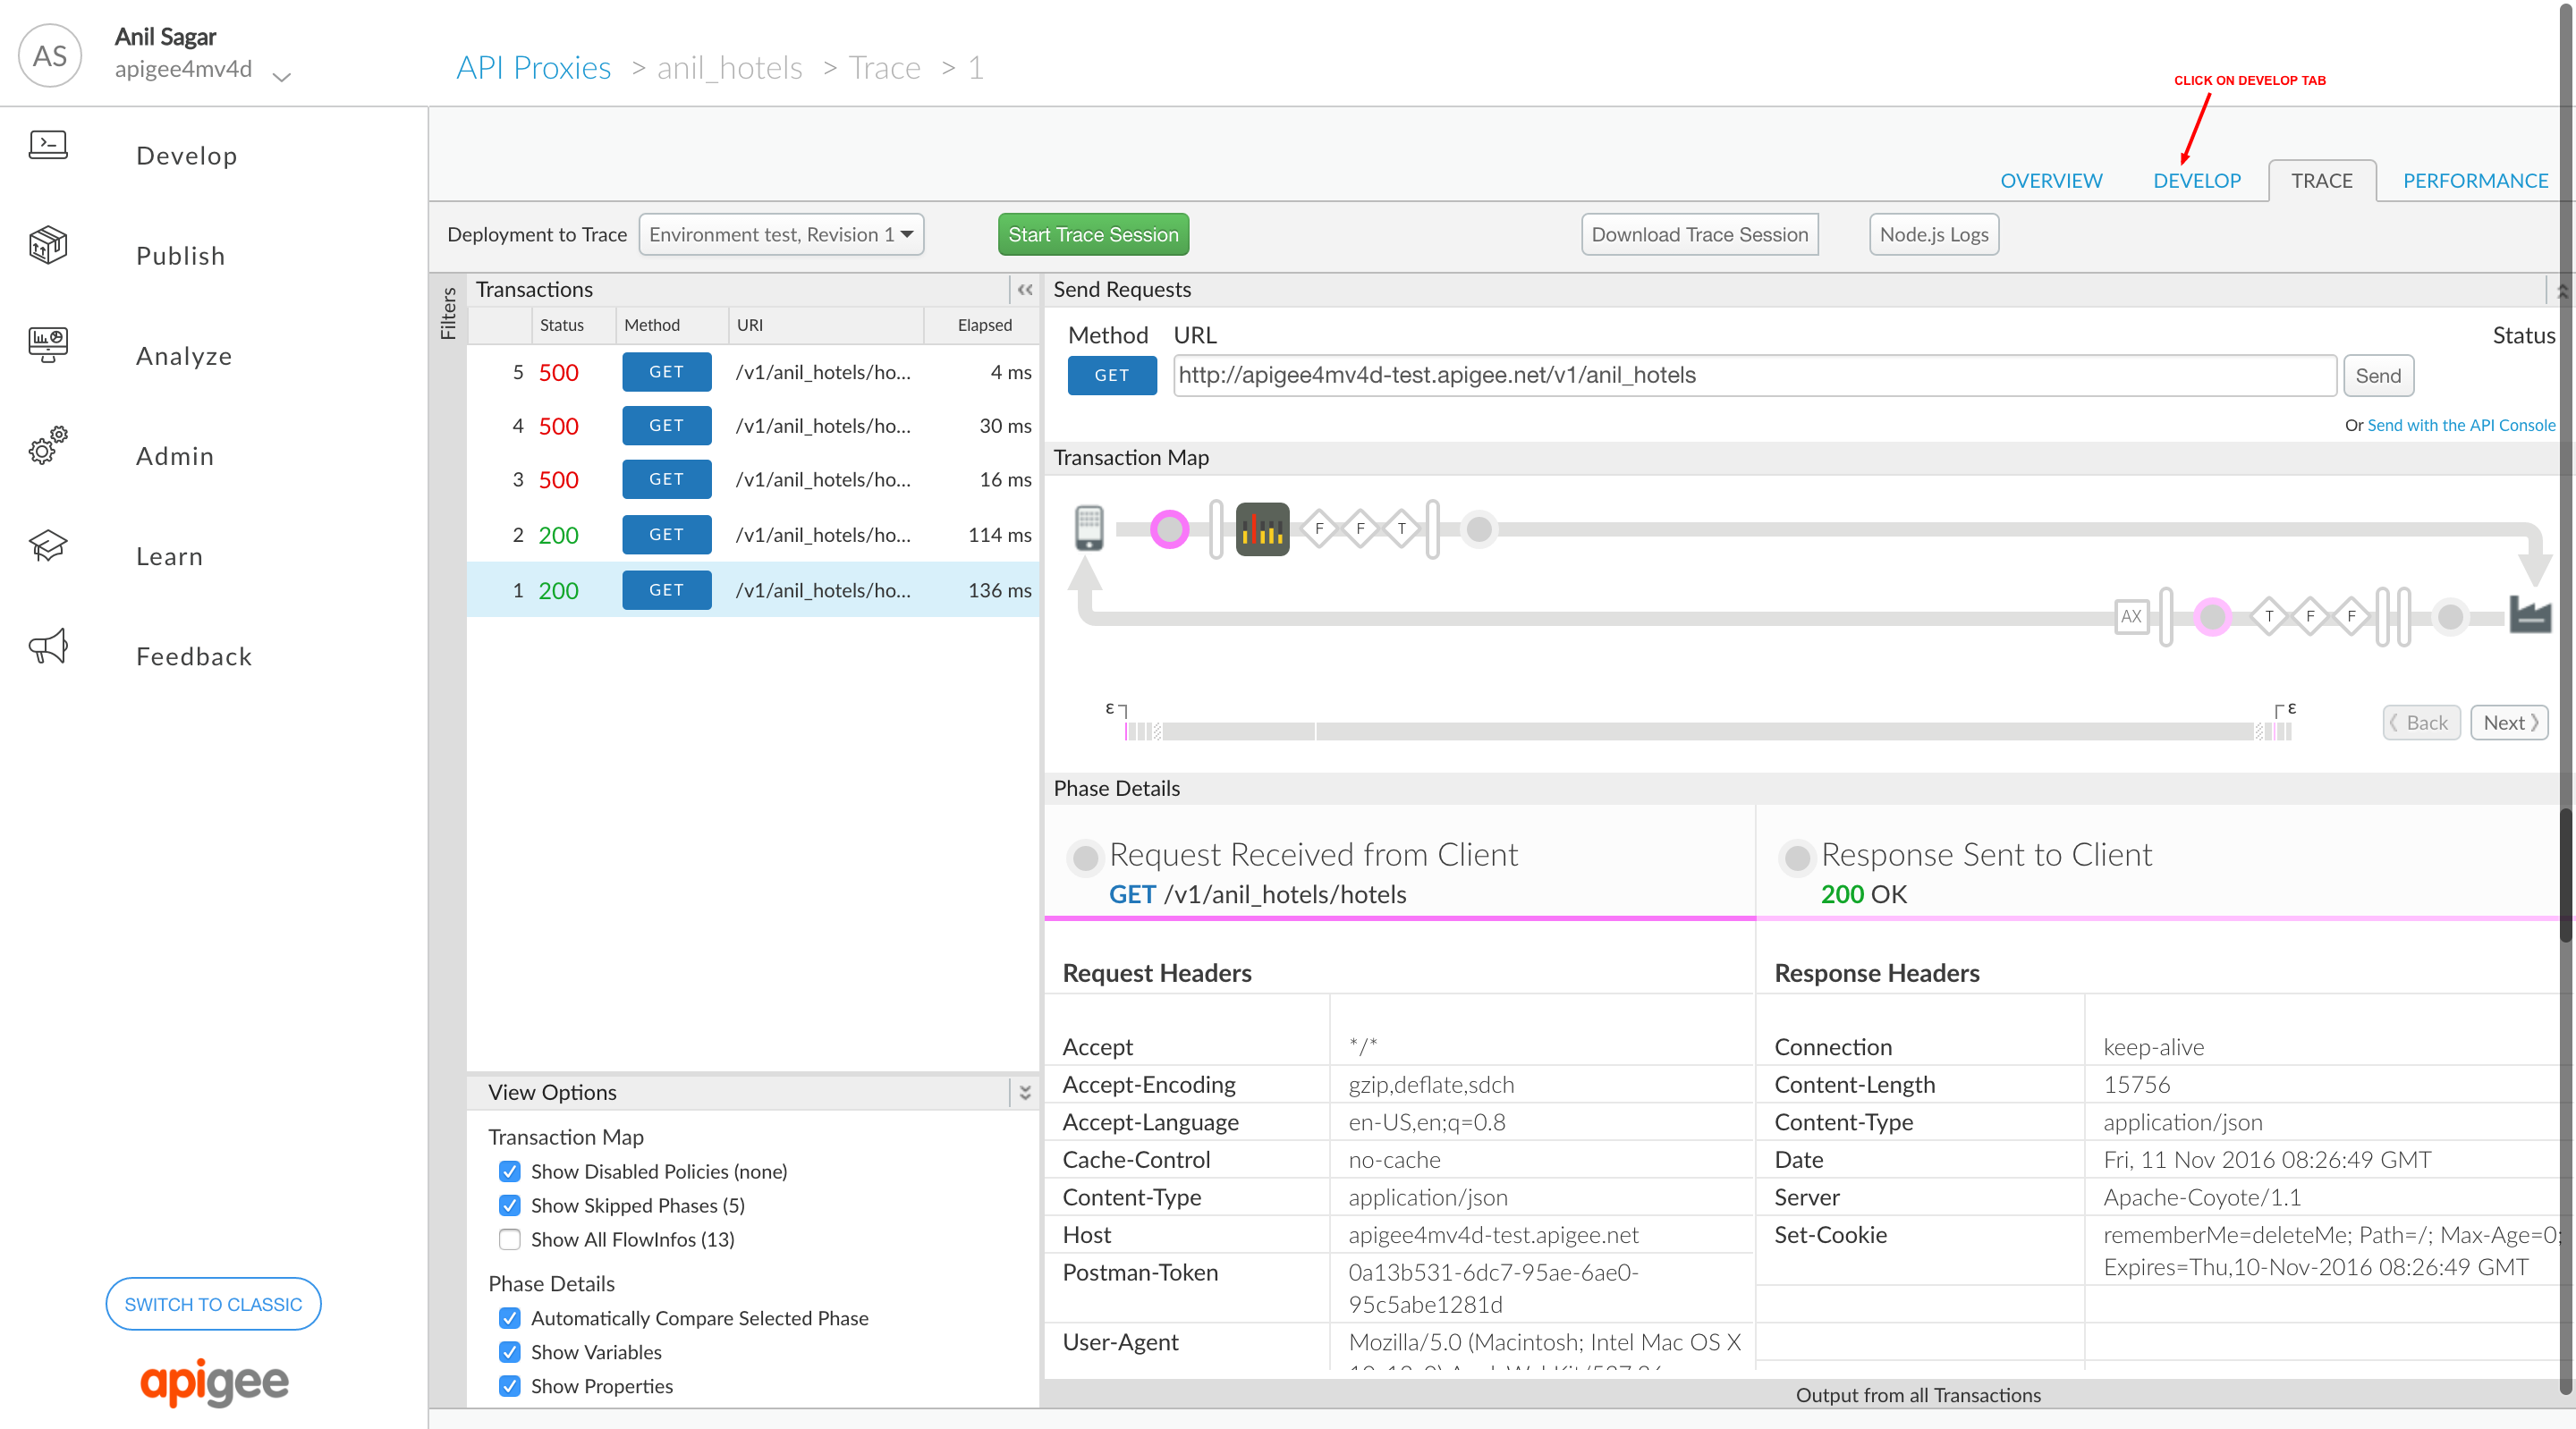 AS
Anil Sagar
apigee4mv4d
API Proxies > anil_hotels > Trace > 1
CLICK ON DEVELOP TAB
Develop
Publish
Analyze
Admin
Learn
Feedback
SWITCH TO CLASSIC
apigee
OVERVIEW DEVELOP TRACE PERFORMANCE
Deployment to Trace Environment test, Revision 1 Start Trace Session Download Trace Session Node.js Logs
Filters
Transactions
Status Method URI Elapsed
5 500 GET /v1/anil_hotels/ho... 4 ms
4 500 GET /v1/anil_hotels/ho... 30 ms
3 500 GET /v1/anil_hotels/ho... 16 ms
2 200 GET /v1/anil_hotels/ho... 114 ms
1 200 GET /v1/anil_hotels/ho... 136 ms
View Options
Transaction Map
Show Disabled Policies (none)
Show Skipped Phases (5)
Show All FlowInfos (13)
Phase Details
Automatically Compare Selected Phase
Show Variables
Show Properties
Send Requests
Method URL Status
GET http://apigee4mv4d-test.apigee.net/v1/anil_hotels Send
Or Send with the API Console
Transaction Map
F F T
AX T F F
ε ε
Back Next
Phase Details
Request Received from Client
GET /v1/anil_hotels/hotels
Response Sent to Client
200 OK
Request Headers
Accept */*
Accept-Encoding gzip,deflate,sdch
Accept-Language en-US,en;q=0.8
Cache-Control no-cache
Content-Type application/json
Host apigee4mv4d-test.apigee.net
Postman-Token 0a13b531-6dc7-95ae-6ae0-
95c5abe1281d
User-Agent Mozilla/5.0 (Macintosh; Intel Mac OS X
Response Headers
Connection keep-alive
Content-Length 15756
Content-Type application/json
Date Fri, 11 Nov 2016 08:26:49 GMT
Server Apache-Coyote/1.1
Set-Cookie rememberMe=deleteMe; Path=/; Max-Age=0;
Expires=Thu,10-Nov-2016 08:26:49 GMT
Output from all Transactions